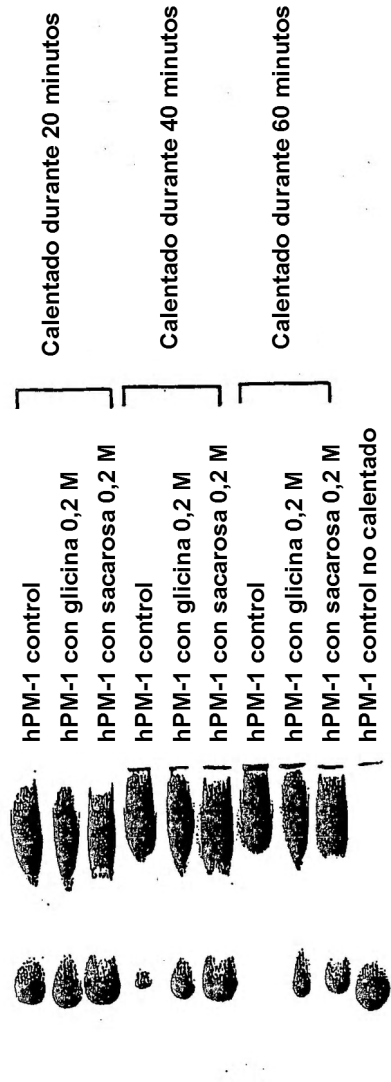 hPM-1 control
hPM-1 con glicina 0,2 M
hPM-1 con sacarosa 0,2 M
Calentado durante 20 minutos
hPM-1 control
hPM-1 con glicina 0,2 M
hPM-1 con sacarosa 0,2 M
Calentado durante 40 minutos
hPM-1 control
hPM-1 con glicina 0,2 M
hPM-1 con sacarosa 0,2 M
Calentado durante 60 minutos
hPM-1 control no calentado